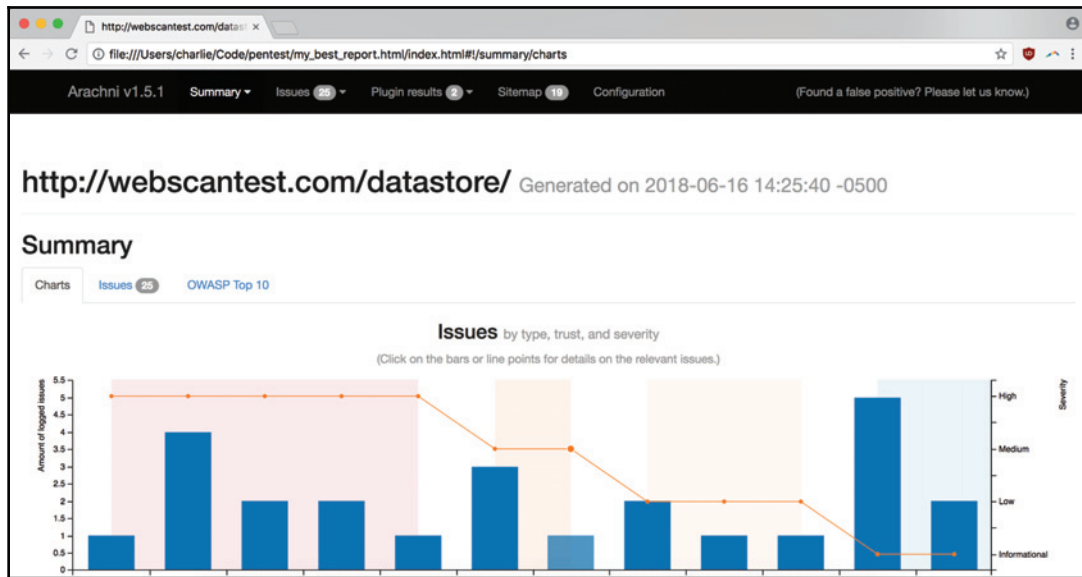 http://webscantest.com/datast
file:///Users/charlie/Code/pentest/my_best_report.html/index.html#!/summary/charts
Arachni v1.5.1 Summary Issues 25 Plugin results 2 Sitemap 19 Configuration (Found a false positive? Please let us know.)
http://webscantest.com/datastore/ Generated on 2018-06-16 14:25:40 -0500
Summary
Charts Issues 25 OWASP Top 10
Issues by type, trust, and severity
(Click on the bars or line points for details on the relevant issues.)
Amount of logged issues
5.5
5
4.5
4
3.5
3
2.5
2
1.5
1
0.5
0
High
Medium
Low
Informational
Severity